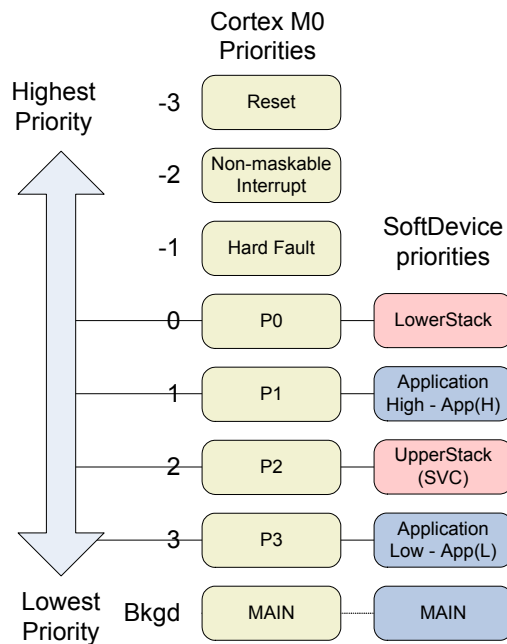 Cortex M0
Priorities
Highest
Priority
-3
Reset
-2
Non-maskable
Interrupt
-1
Hard Fault
SoftDevice
priorities
0
P0
LowerStack
1
P1
Application
High - App(H)
2
P2
UpperStack
(SVC)
3
P3
Application
Low - App(L)
Lowest
Priority
Bkgd
MAIN
MAIN